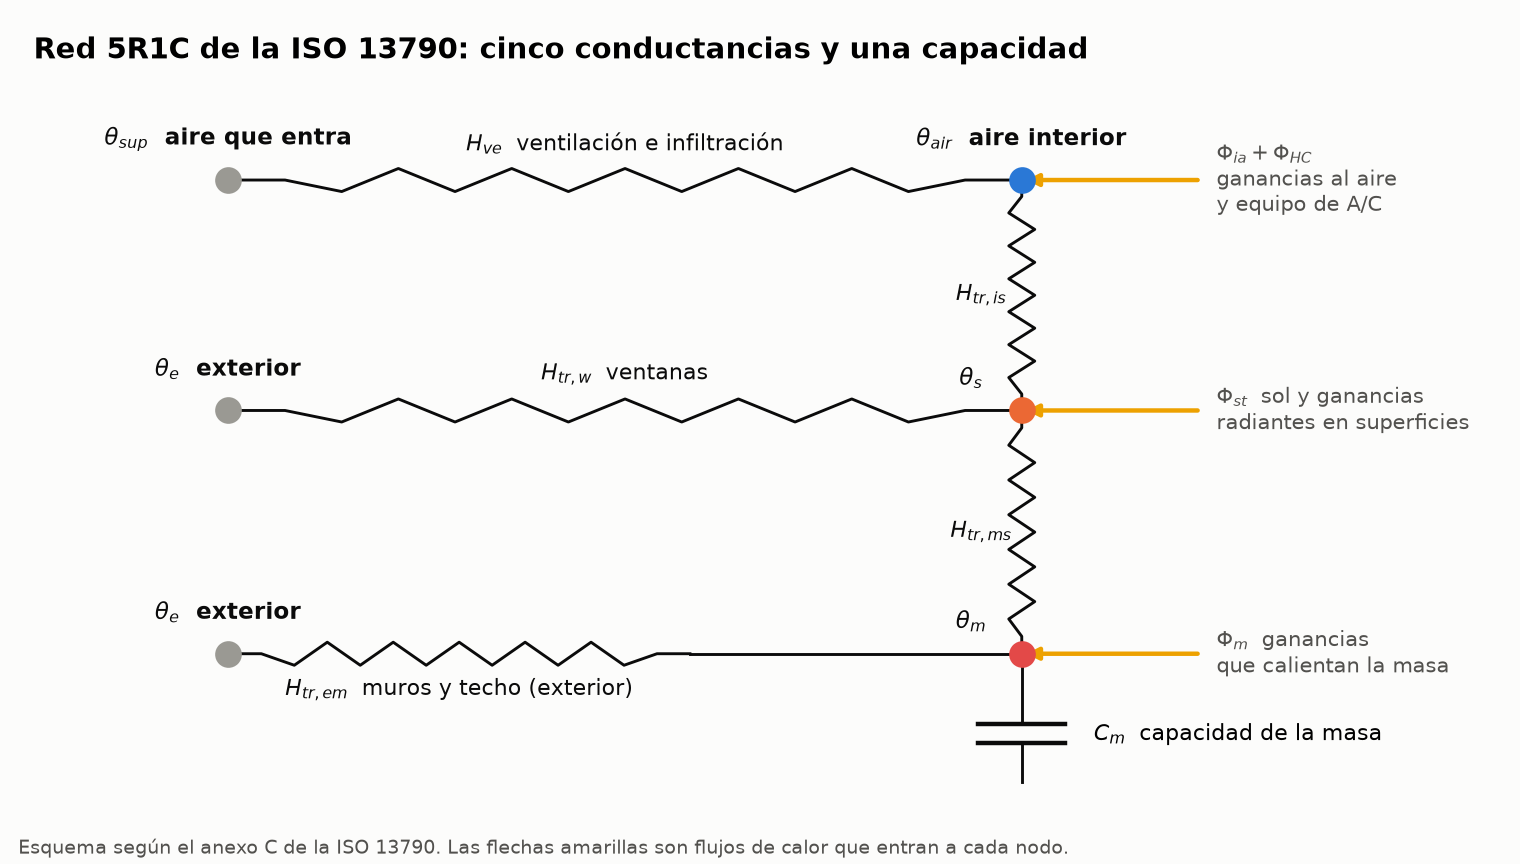 Red 5R1C de la ISO 13790: cinco conductancias y una capacidad
θsup aire que entra
Hve ventilación e infiltración
θair aire interior
Φia + ΦHC
ganancias al aire
y equipo de A/C
Htr,is
θe exterior
Htr,w ventanas
θs
Φst sol y ganancias
radiantes en superficies
Htr,ms
θe exterior
θm
Φm ganancias
que calientan la masa
Htr,em muros y techo (exterior)
Cm capacidad de la masa
Esquema según el anexo C de la ISO 13790. Las flechas amarillas son flujos de calor que entran a cada nodo.